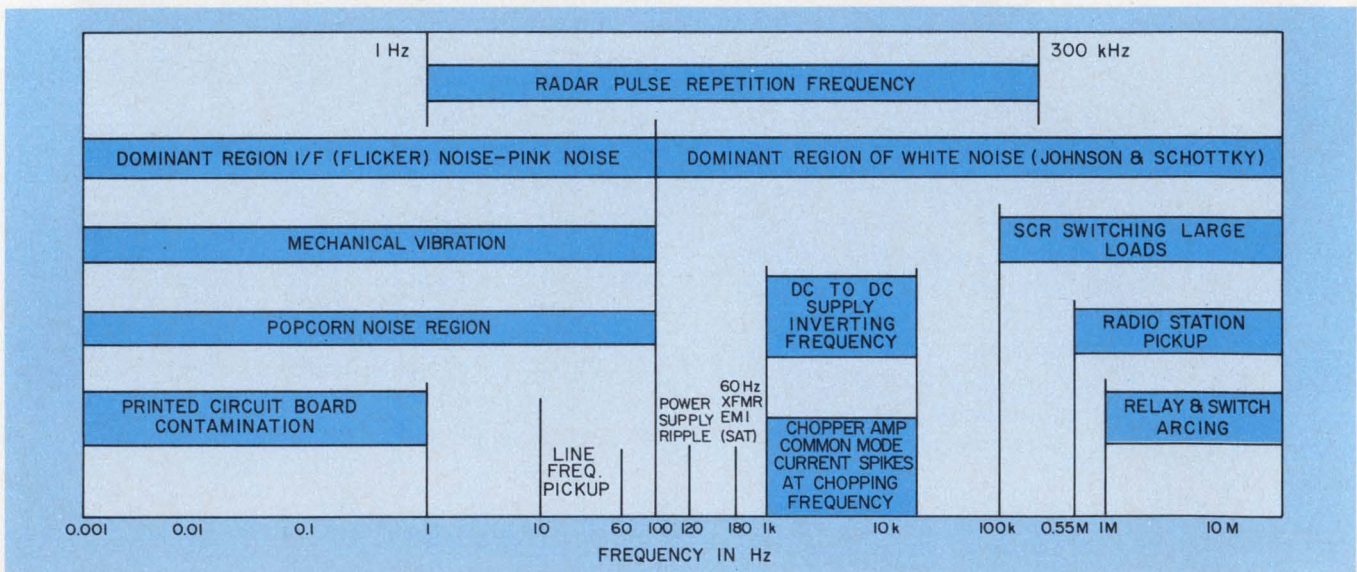 1 Hz
300 kHz
RADAR PULSE REPETITION FREQUENCY
DOMINANT REGION I/F (FLICKER) NOISE-PINK NOISE
DOMINANT REGION OF WHITE NOISE (JOHNSON & SCHOTTKY)
MECHANICAL VIBRATION
SCR SWITCHING LARGE
LOADS
DC TO DC
SUPPLY
INVERTING
FREQUENCY
POPCORN NOISE REGION
RADIO STATION
PICKUP
PRINTED CIRCUIT BOARD
CONTAMINATION
LINE
FREQ.
PICKUP
POWER
SUPPLY
RIPPLE
60 Hz
XFMR
EMI
(SAT)
CHOPPER AMP
COMMON MODE
CURRENT SPIKES
AT CHOPPING
FREQUENCY
RELAY & SWITCH
ARCING
0.001 0.01 0.1 1 10 60 100 120 180 1k 10 k 100k 0.55M 1M 10 M
FREQUENCY IN Hz